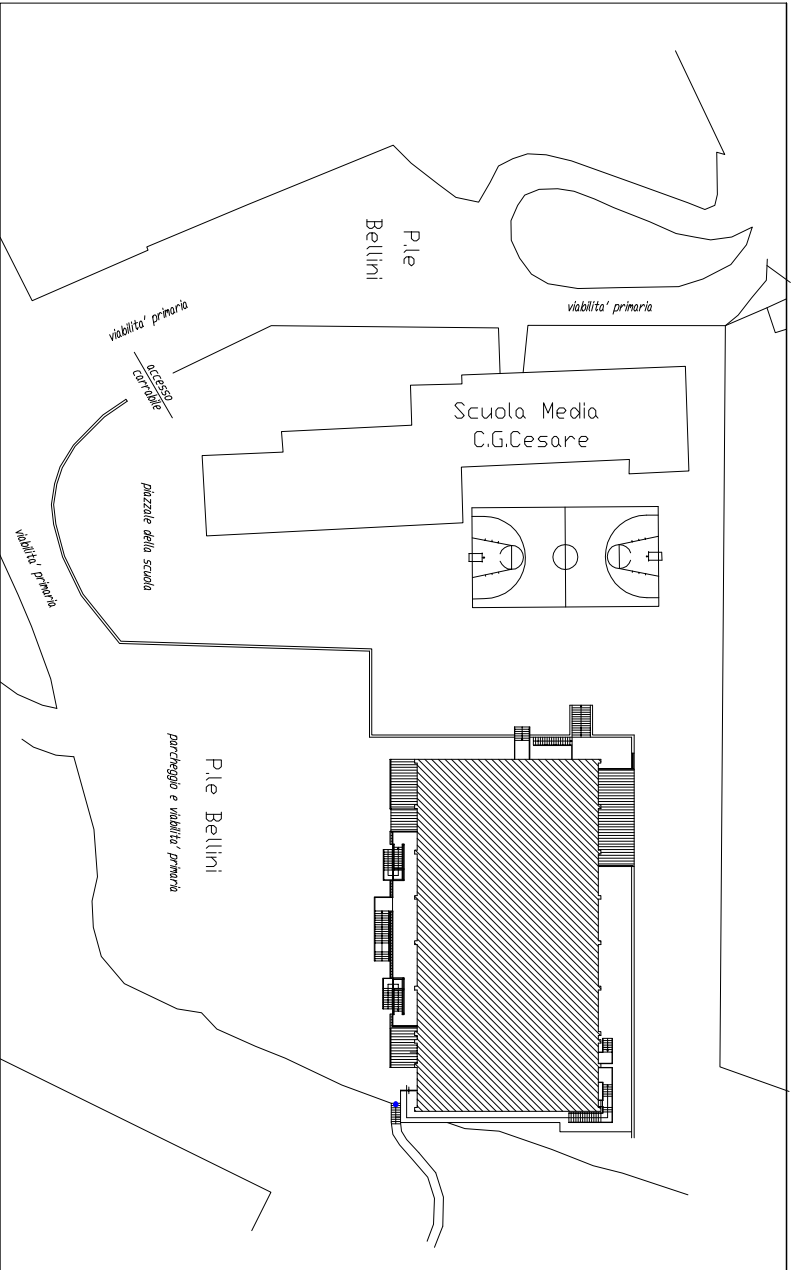 P.le
Bellini
viabilita' primaria
viabilita' primaria
accesso
carrabile
Scuola Media
C.G.Cesare
piazzale della scuola
viabilita' primaria
P.le Bellini
parcheggio e viabilita' primaria